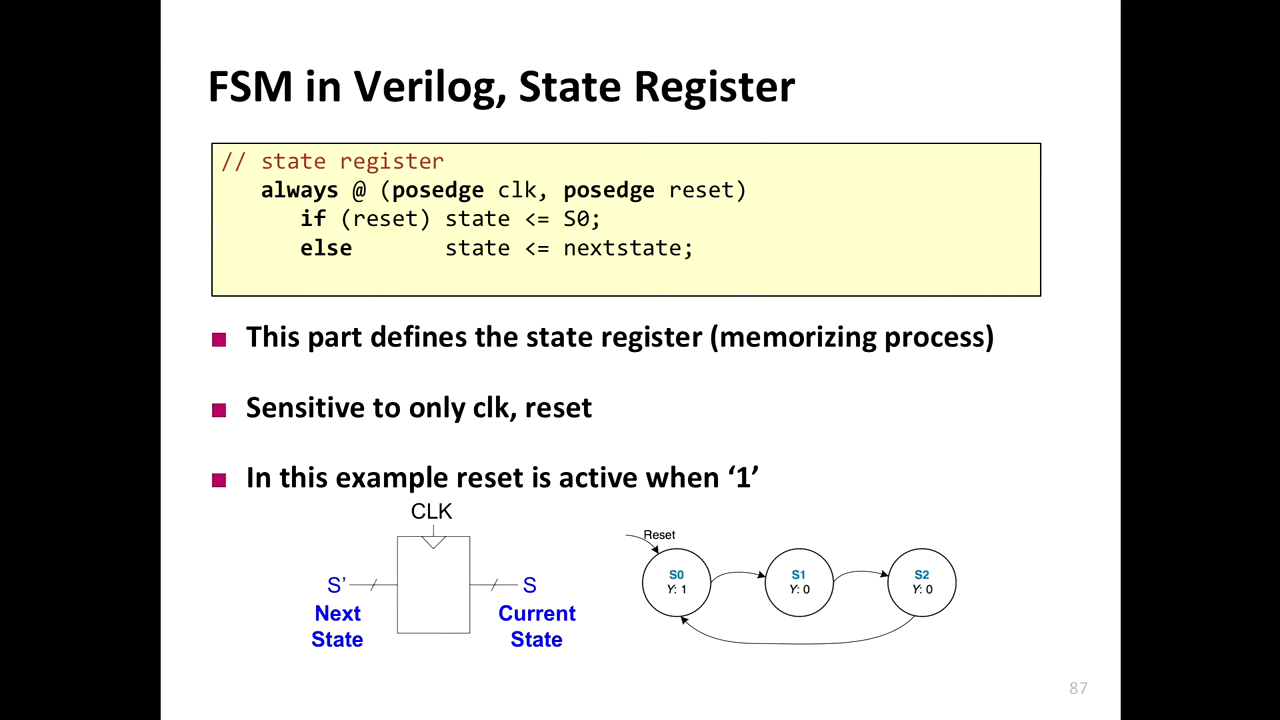 FSM in Verilog, State Register
// state register
always @ (posedge clk, posedge reset)
if (reset) state <= S0;
else state <= nextstate;
This part defines the state register (memorizing process)
Sensitive to only clk, reset
In this example reset is active when ‘1’
CLK
S’
S
Next
State
Current
State
Reset
S0
Y: 1
S1
Y: 0
S2
Y: 0
87